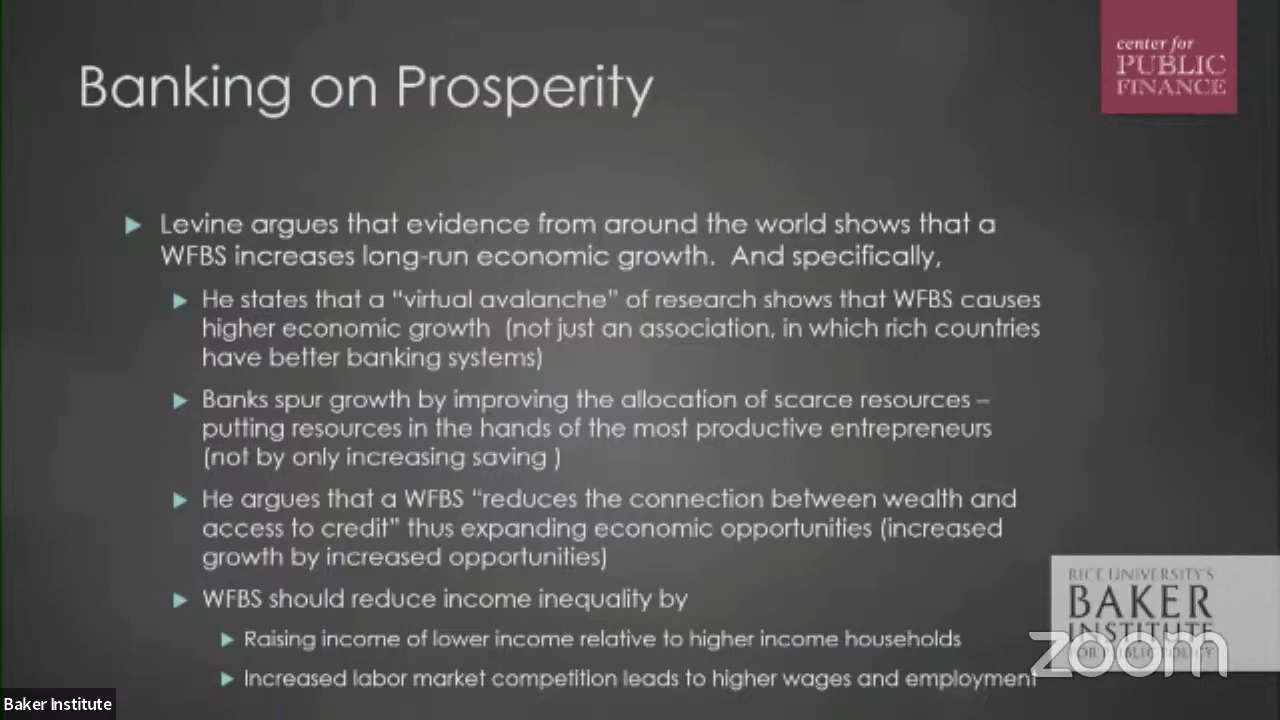 center for
PUBLIC
FINANCE
Banking on Prosperity
Levine argues that evidence from around the world shows that a
WFBS increases long-run economic growth. And specifically,
He states that a “virtual avalanche” of research shows that WFBS causes
higher economic growth (not just an association, in which rich countries
have better banking systems)
Banks spur growth by improving the allocation of scarce resources –
putting resources in the hands of the most productive entrepreneurs
(not by only increasing saving )
He argues that a WFBS “reduces the connection between wealth and
access to credit” thus expanding economic opportunities (increased
growth by increased opportunities)
WFBS should reduce income inequality by
Raising income of lower income relative to higher income households
Increased labor market competition leads to higher wages and employment
RICE UNIVERSITY'S
BAKER
INSTITUTE
FOR PUBLIC POLICY
zoom
Baker Institute